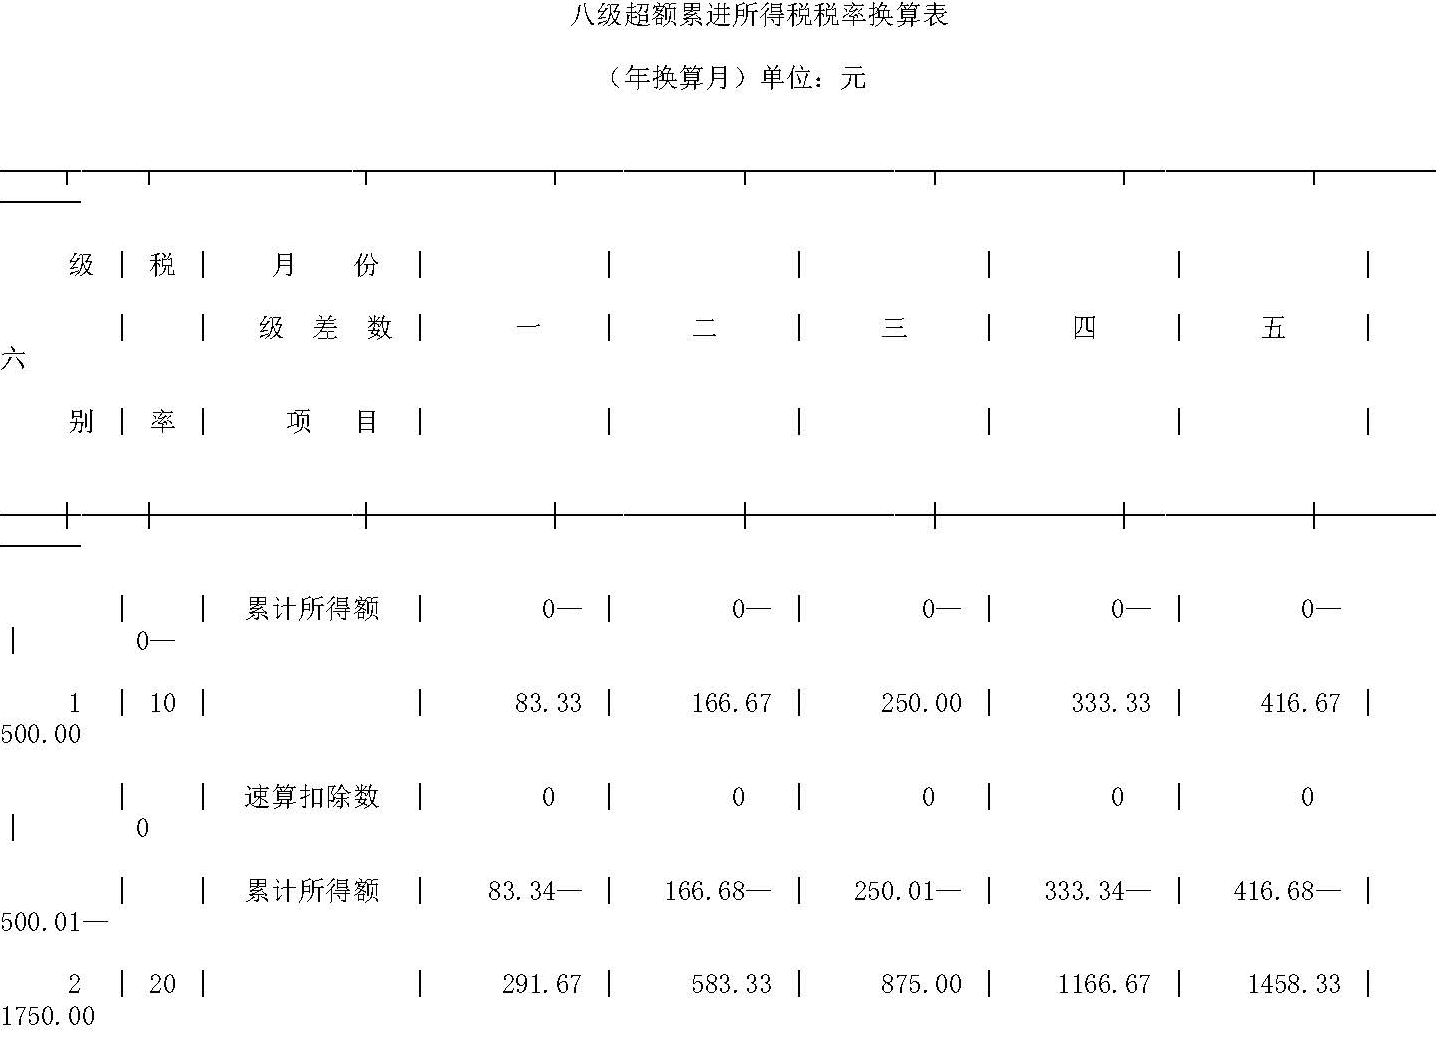 八级超额累进所得税税率换算表
（年换算月）单位：元
级 | 税 | 月 份 | | | | | |
| | 级 差 数 | 一 | 二 | 三 | 四 | 五 |
六
别 | 率 | 项 目 | | | | | |
| | 累计所得额 | 0— | 0— | 0— | 0— | 0—
| 0—
1 | 10 | | 83.33 | 166.67 | 250.00 | 333.33 | 416.67 |
500.00
| | 速算扣除数 | 0 | 0 | 0 | 0 | 0
| 0
| | 累计所得额 | 83.34— | 166.68— | 250.01— | 333.34— | 416.68— |
500.01—
2 | 20 | | 291.67 | 583.33 | 875.00 | 1166.67 | 1458.33 |
1750.00